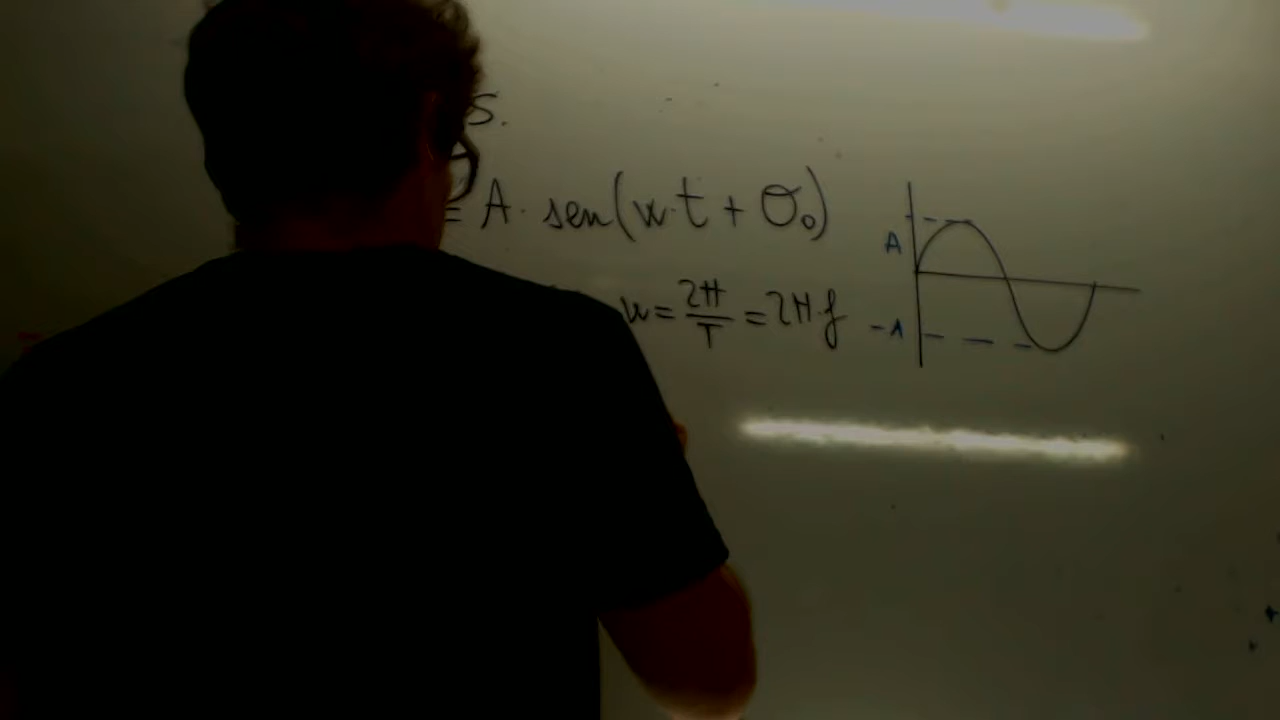 s.
= A · sen(w·t + θ₀)
w = 2π/T = 2π·f
A
-A